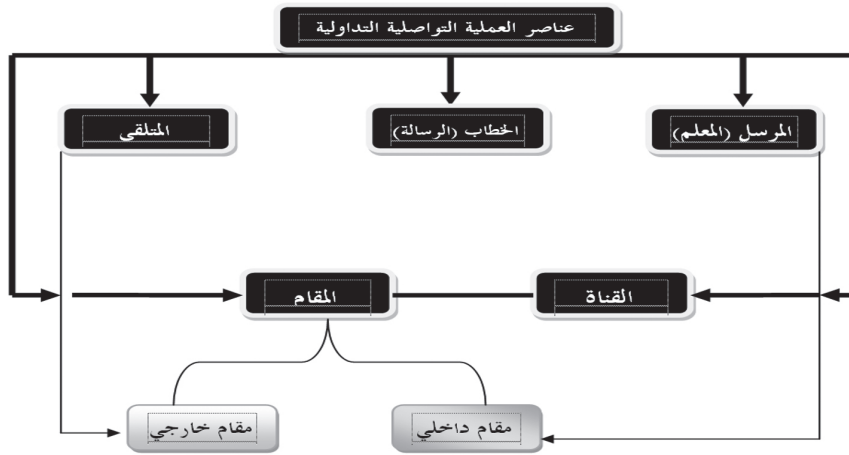 عناصر العملية التواصلية التداولية
المرسل (المعلم)
الخطاب (الرسالة)
المتلقي
القناة
المقام
مقام داخلي
مقام خارجي